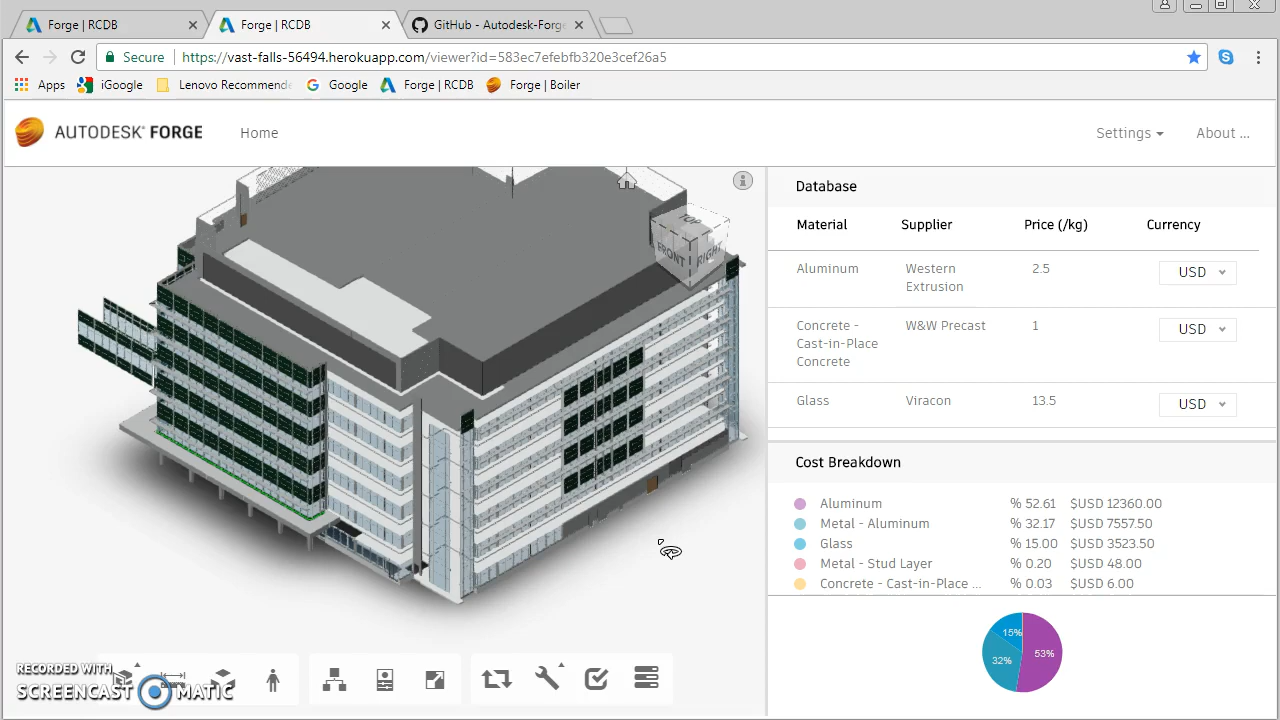 Forge | RCDB
Forge | RCDB
GitHub - Autodesk-Forge
Secure
https://vast-falls-56494.herokuapp.com/viewer?id=583ec7efebfb320e3cef26a5
Apps
iGoogle
Lenovo Recommend
Google
Forge | RCDB
Forge | Boiler
AUTODESK® FORGE
Home
Settings
About ...
TOP
FRONT
RIGHT
Database
Material Supplier Price (/kg) Currency
Aluminum Western Extrusion 2.5 USD
Concrete - Cast-in-Place Concrete W&W Precast 1 USD
Glass Viracon 13.5 USD
Cost Breakdown
Aluminum % 52.61 $USD 12360.00
Metal - Aluminum % 32.17 $USD 7557.50
Glass % 15.00 $USD 3523.50
Metal - Stud Layer % 0.20 $USD 48.00
Concrete - Cast-in-Place ... % 0.03 $USD 6.00
15%
32%
53%
RECORDED WITH
SCREENCAST MATIC